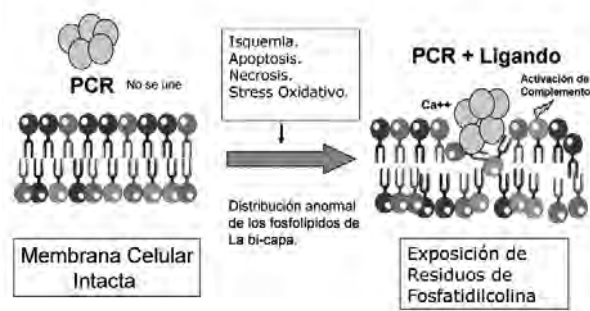 PCR No se une
Membrana Celular
Intacta
Isquemia.
Apoptosis.
Necrosis.
Stress Oxidativo.
Distribución anormal
de los fosfolípidos de
La bi-capa.
PCR + Ligando
Activación de
Complemento
Ca++
Exposición de
Residuos de
Fosfatidilcolina